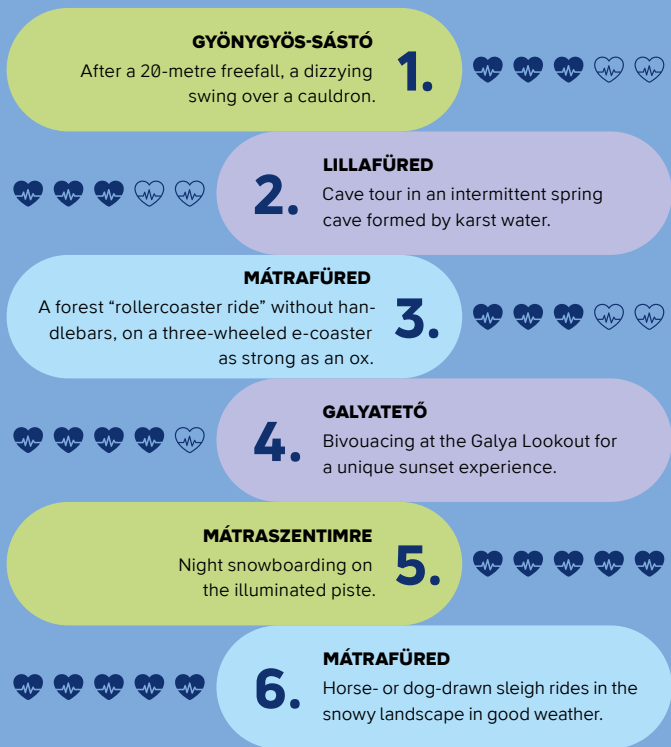 GYÖNYGYÖS-SÁSTÓ
After a 20-metre freefall, a dizzying
swing over a cauldron.
1.
LILLAFÜRED
2.
Cave tour in an intermittent spring
cave formed by karst water.
MÁTRAFÜRED
A forest “rollercoaster ride” without han-
dlebars, on a three-wheeled e-coaster
as strong as an ox.
3.
GALYATETŐ
4.
Bivouacing at the Galya Lookout for
a unique sunset experience.
MÁTRASZENTIMRE
Night snowboarding on
the illuminated piste.
5.
MÁTRAFÜRED
6.
Horse- or dog-drawn sleigh rides in the
snowy landscape in good weather.